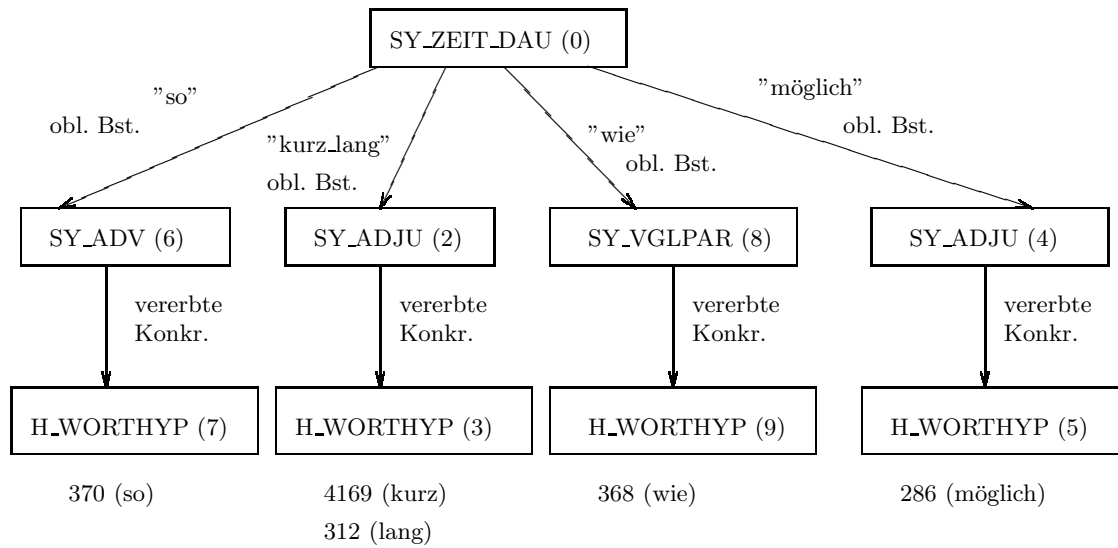 SY_ZEIT_DAU (0)
"so"
obl. Bst.
"kurz_lang"
obl. Bst.
"wie"
obl. Bst.
"möglich"
obl. Bst.
SY_ADV (6)
SY_ADJU (2)
SY_VGLPAR (8)
SY_ADJU (4)
vererbte
Konkr.
vererbte
Konkr.
vererbte
Konkr.
vererbte
Konkr.
H_WORTHYP (7)
H_WORTHYP (3)
H_WORTHYP (9)
H_WORTHYP (5)
370 (so)
4169 (kurz)
312 (lang)
368 (wie)
286 (möglich)